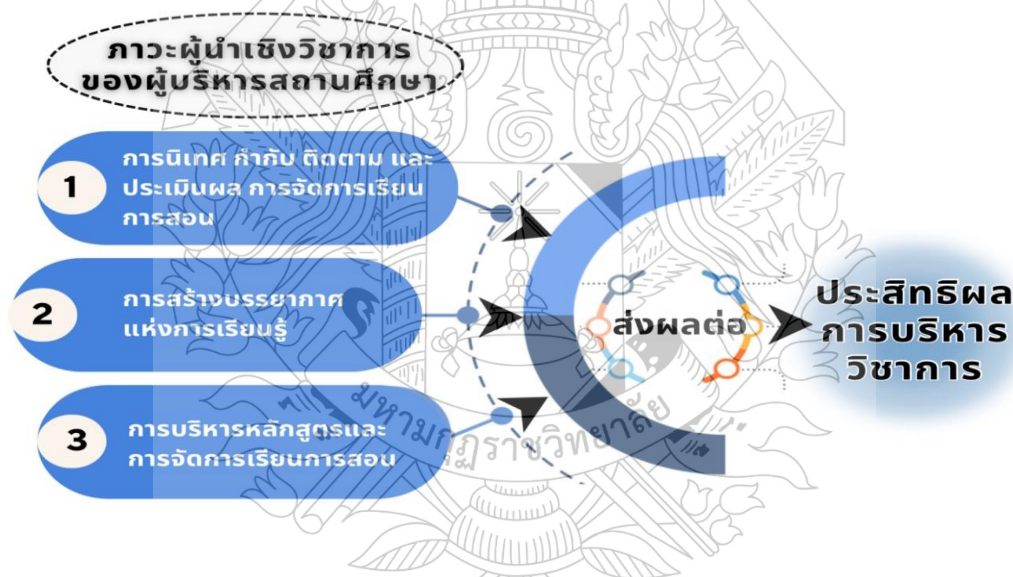 ภาวะผู้นำเชิงวิชาการ
ของผู้บริหารสถานศึกษา
1
การนิเทศ กำกับ ติดตาม และ
ประเมินผล การจัดการเรียน
การสอน
2
การสร้างบรรยากาศ
แห่งการเรียนรู้
3
การบริหารหลักสูตรและ
การจัดการเรียนการสอน
ส่งผลต่อ
ประสิทธิผล
การบริหาร
วิชาการ
มหามกุฏราชวิทยาลัย